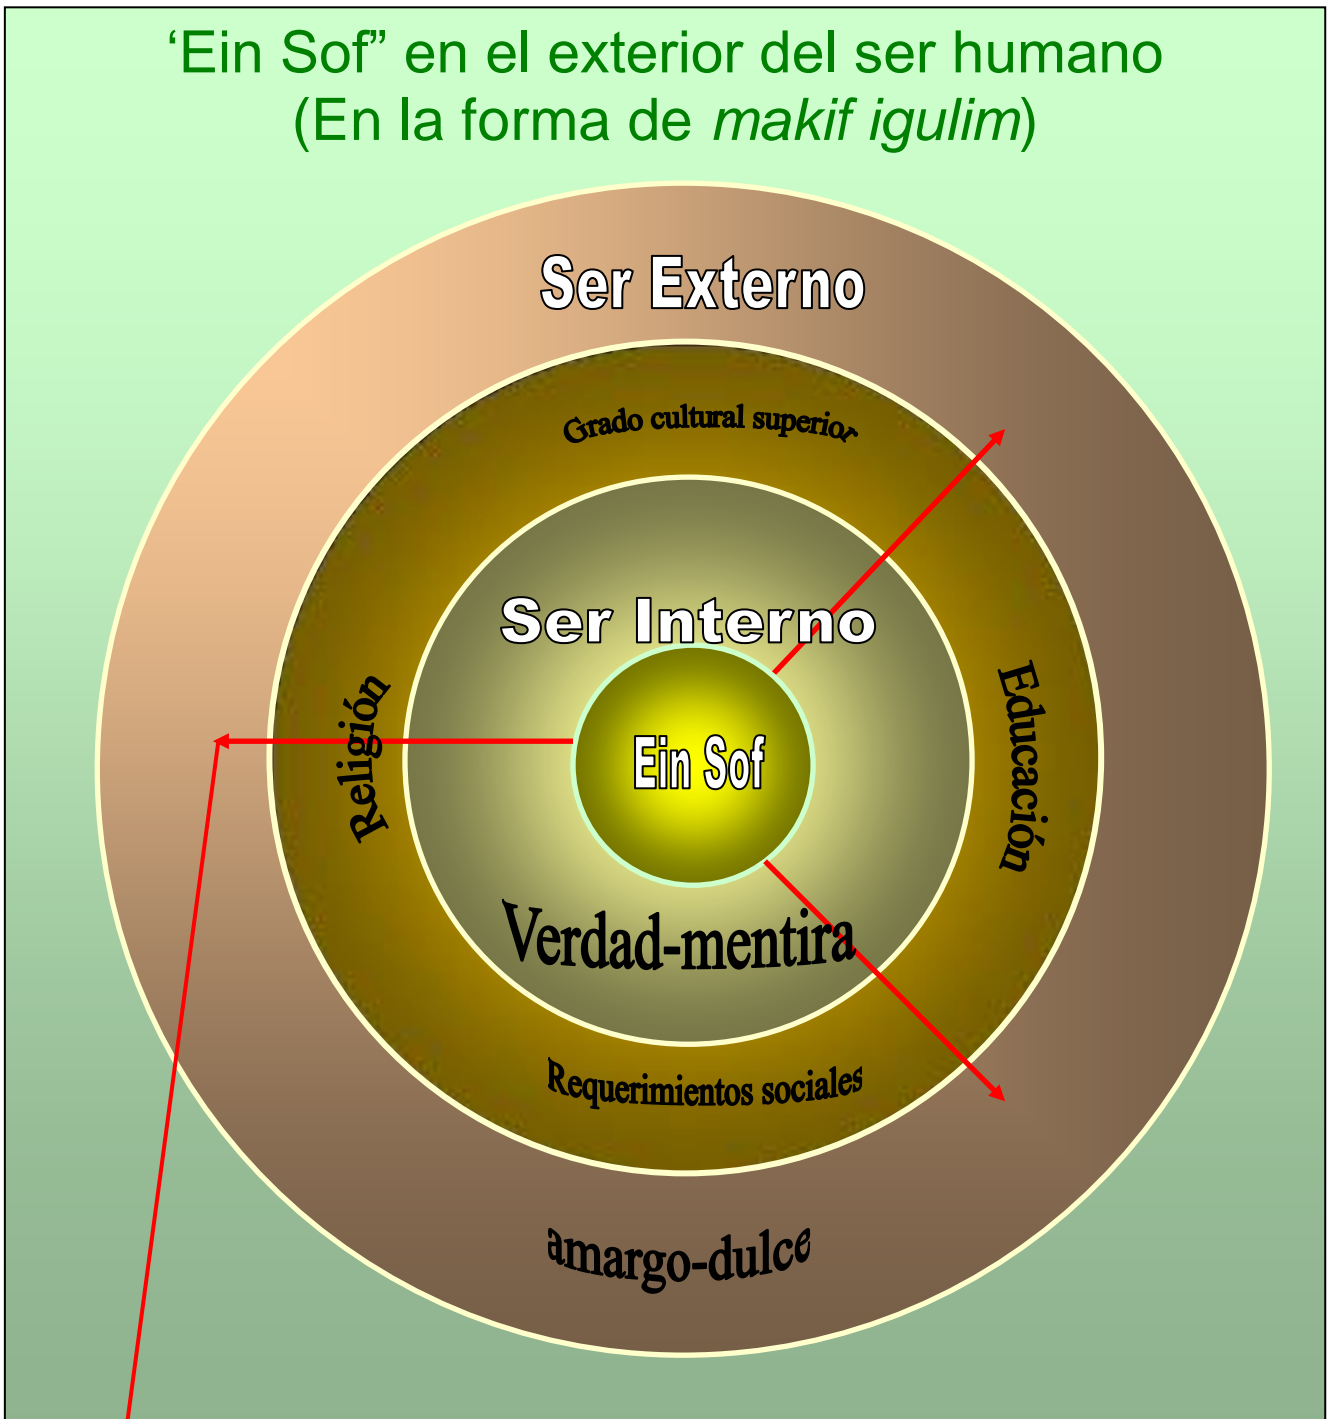 ‘Ein Sof” en el exterior del ser humano
(En la forma de makif igulim)
Ser Externo
Grado cultural superior
Ser Interno
Religión
Ein Sof
Educación
Verdad-mentira
Requerimientos sociales
amargo-dulce